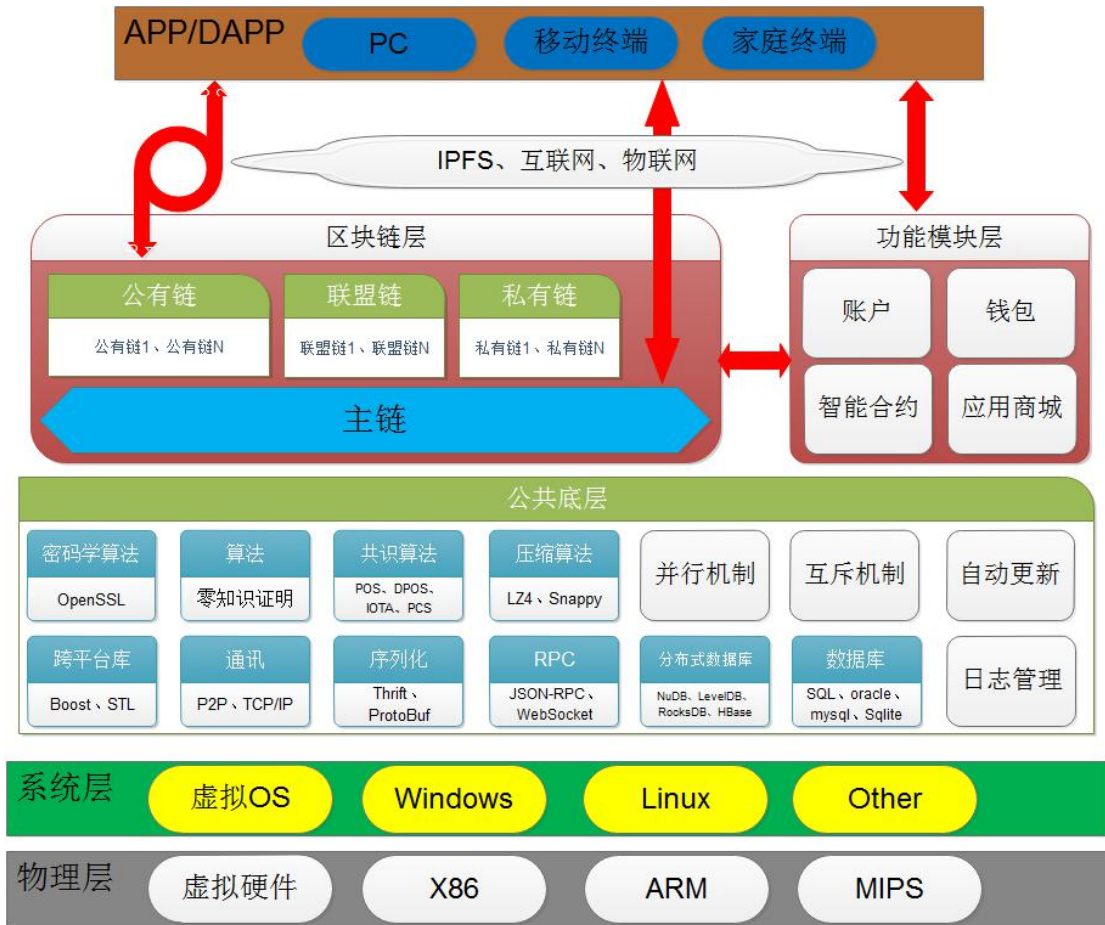 APP/DAPP
PC
移动终端
家庭终端
IPFS、互联网、物联网
区块链层
公有链
公有链1、公有链N
联盟链
联盟链1、联盟链N
私有链
私有链1、私有链N
主链
功能模块层
账户
钱包
智能合约
应用商城
公共底层
密码学算法
OpenSSL
算法
零知识证明
共识算法
POS、DPOS、
IOTA、PCS
压缩算法
LZ4、Snappy
并行机制
互斥机制
自动更新
跨平台库
Boost、STL
通讯
P2P、TCP/IP
序列化
Thrift、
ProtoBuf
RPC
JSON-RPC、
WebSocket
分布式数据库
NuDB、LevelDB、
RooksDB、HBase
数据库
SQL、oracle、
mysql、Sqlite
日志管理
系统层
虚拟OS
Windows
Linux
Other
物理层
虚拟硬件
X86
ARM
MIPS